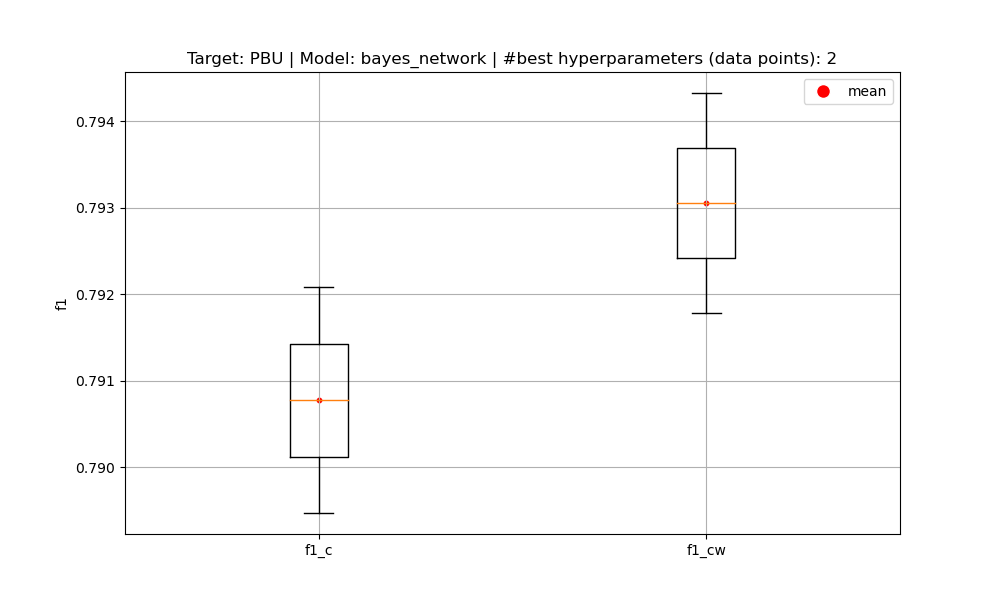 Target: PBU | Model: bayes_network | #best hyperparameters (data points): 2
mean
0.794
0.793
0.792
0.791
0.790
f1
f1_c
f1_cw